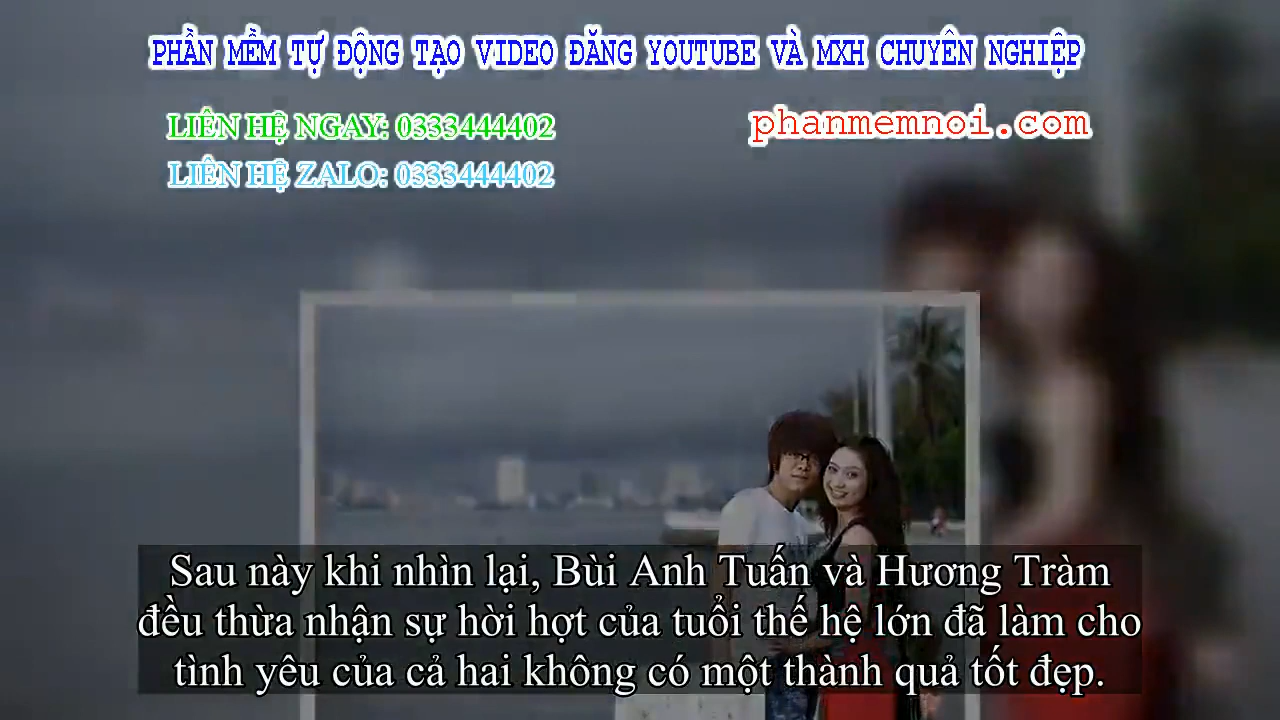 PHẦN MỀM TỰ ĐỘNG TẠO VIDEO ĐĂNG YOUTUBE VÀ MXH CHUYÊN NGHIỆP
LIÊN HỆ NGAY: 0333444402
phanmemnoi.com
LIÊN HỆ ZALO: 0333444402
Sau này khi nhìn lại, Bùi Anh Tuấn và Hương Tràm
đều thừa nhận sự hời hợt của tuổi thế hệ lớn đã làm cho
tình yêu của cả hai không có một thành quả tốt đẹp.